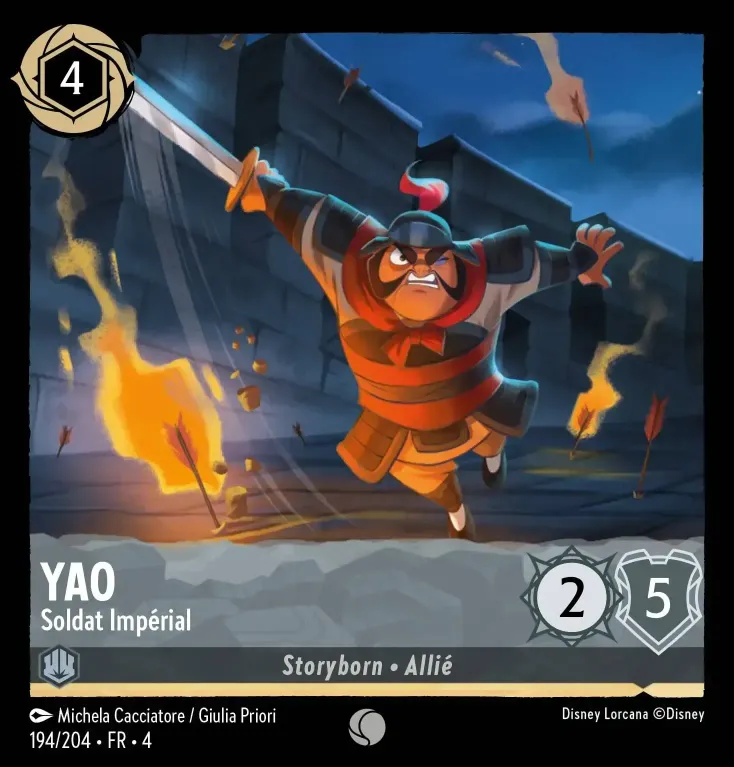 4
YAO
Soldat Impérial
2
5
Storyborn • Allié
Michela Cacciatore / Giulia Priori
Disney Lorcana ©Disney
194/204 • FR • 4